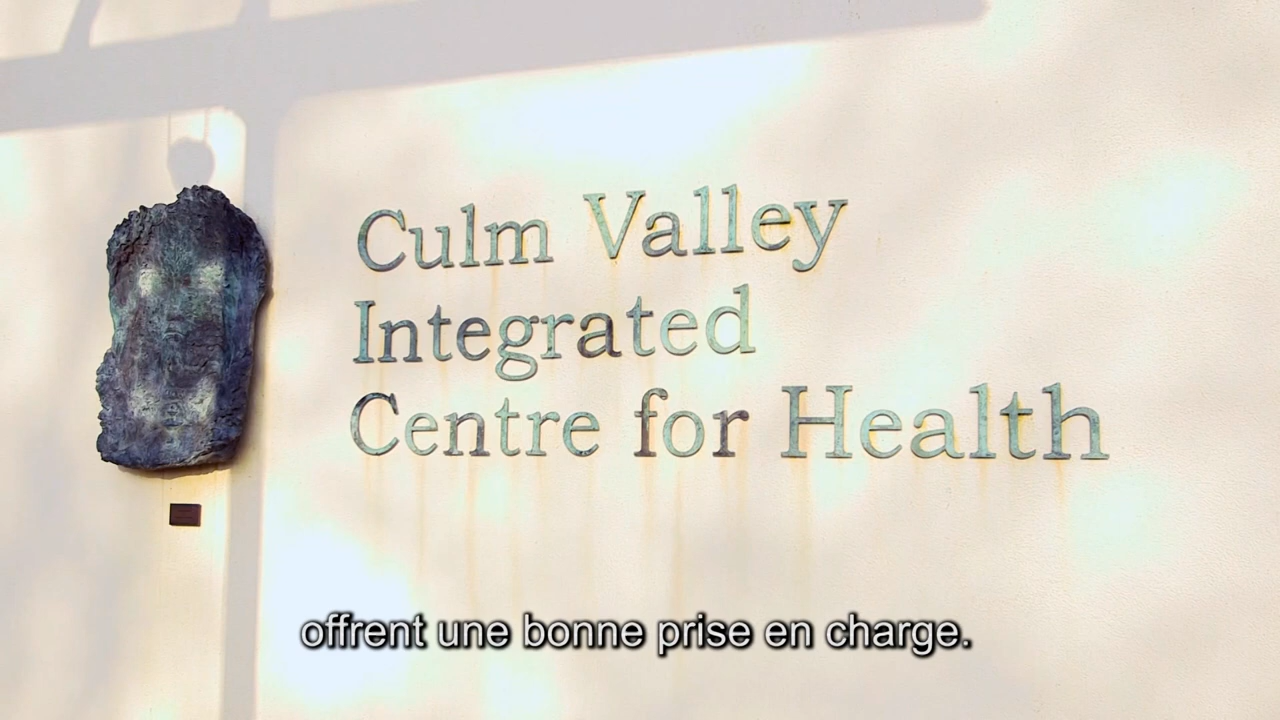 Culm Valley
Integrated
Centre for Health
offrent une bonne prise en charge.